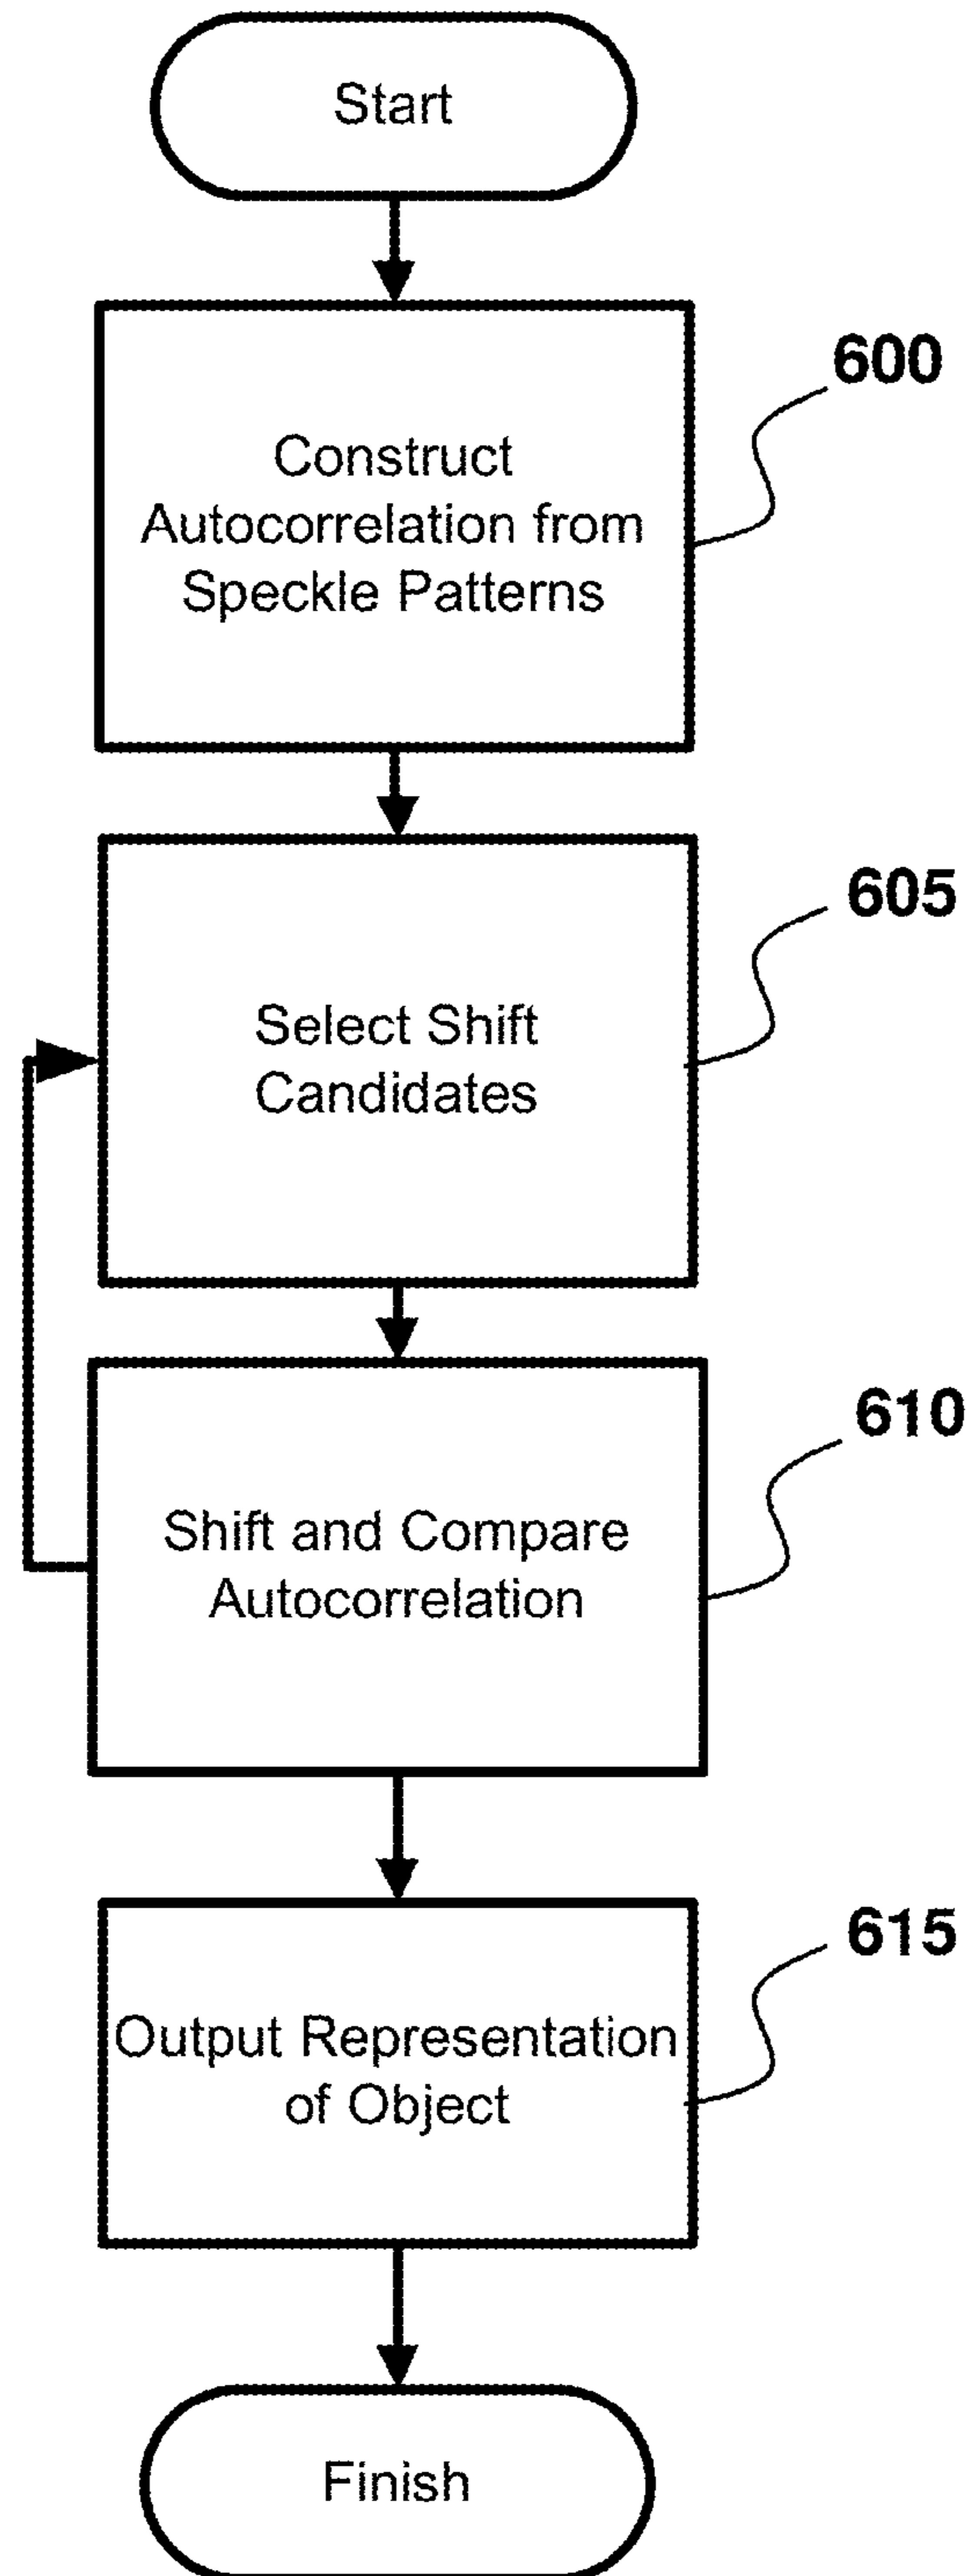 Start
600
Construct
Autocorrelation from
Speckle Patterns
605
Select Shift
Candidates
610
Shift and Compare
Autocorrelation
615
Output Representation
of Object
Finish